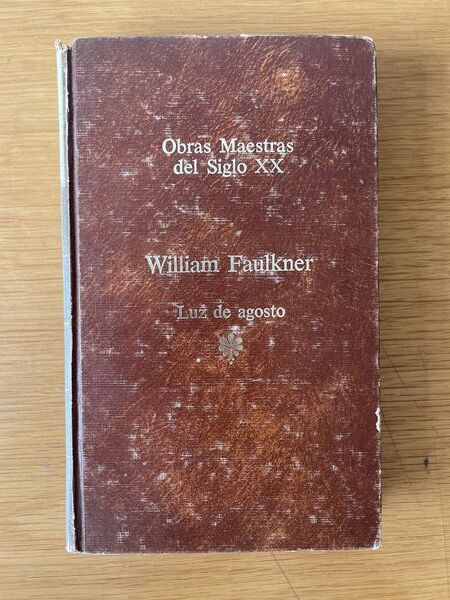 Obras Maestras
del Siglo XX
William Faulkner
Luz de agosto